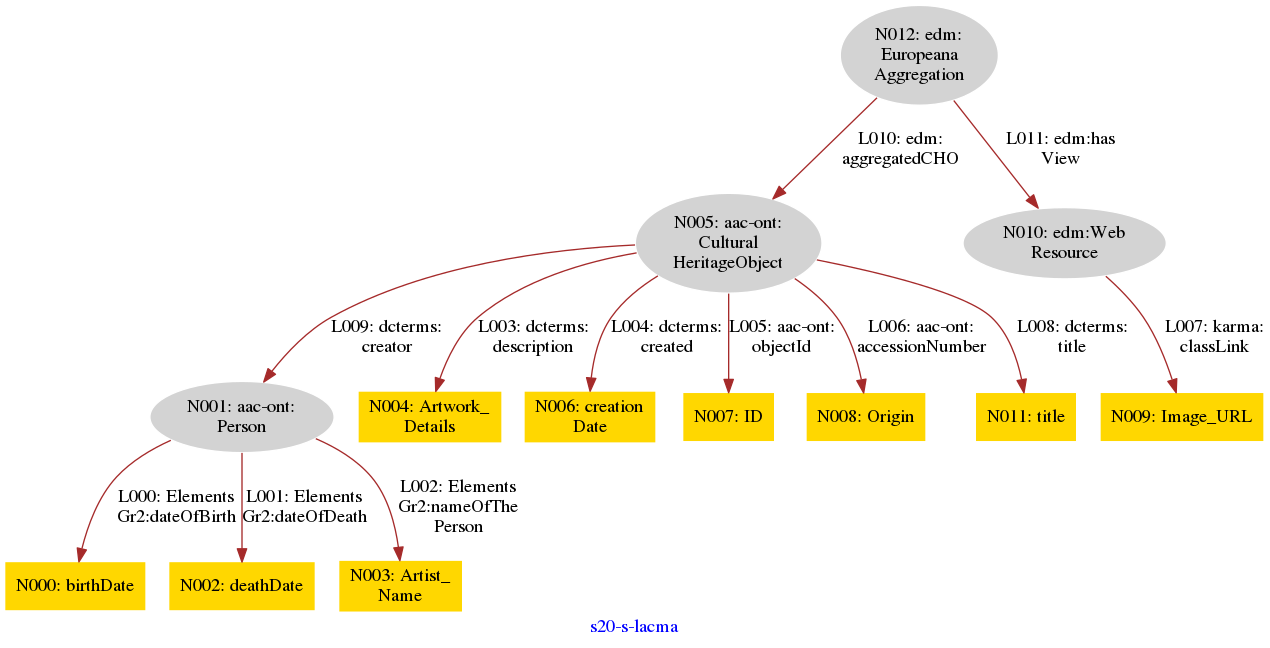 N012: edm:
Europeana
Aggregation
L010: edm:
aggregatedCHO
L011: edm:has
View
N005: aac-ont:
Cultural
HeritageObject
N010: edm:Web
Resource
L009: dcterms:
creator
L003: dcterms:
description
L004: dcterms:
created
L005: aac-ont:
objectId
L006: aac-ont:
accessionNumber
L008: dcterms:
title
L007: karma:
classLink
N001: aac-ont:
Person
N004: Artwork_
Details
N006: creation
Date
N007: ID
N008: Origin
N011: title
N009: Image_URL
L000: Elements
Gr2:dateOfBirth
L001: Elements
Gr2:dateOfDeath
L002: Elements
Gr2:nameOfThe
Person
N000: birthDate
N002: deathDate
N003: Artist_
Name
s20-s-lacma